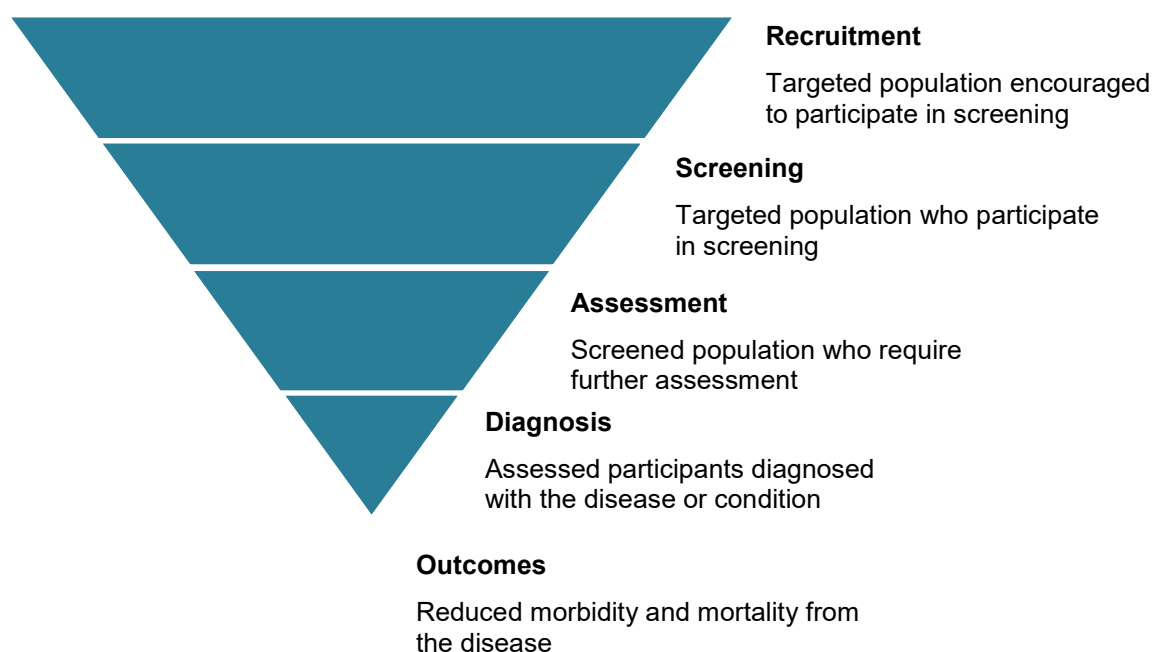 Recruitment
Targeted population encouraged
to participate in screening
Screening
Targeted population who participate
in screening
Assessment
Screened population who require
further assessment
Diagnosis
Assessed participants diagnosed
with the disease or condition
Outcomes
Reduced morbidity and mortality from
the disease